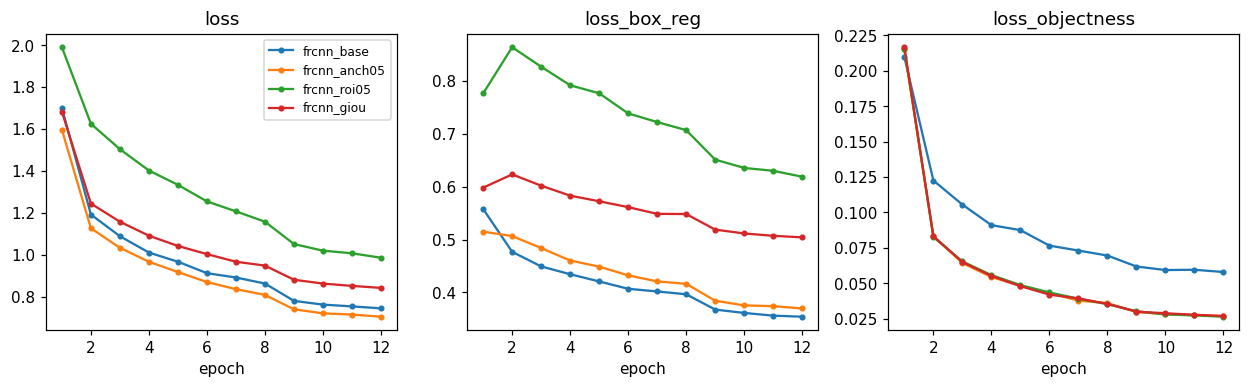 loss
2.0
1.8
1.6
1.4
1.2
1.0
0.8
2 4 6 8 10 12
epoch
frcnn_base
frcnn_anch05
frcnn_roi05
frcnn_giou
loss_box_reg
0.8
0.7
0.6
0.5
0.4
2 4 6 8 10 12
epoch
loss_objectness
0.225
0.200
0.175
0.150
0.125
0.100
0.075
0.050
0.025
2 4 6 8 10 12
epoch